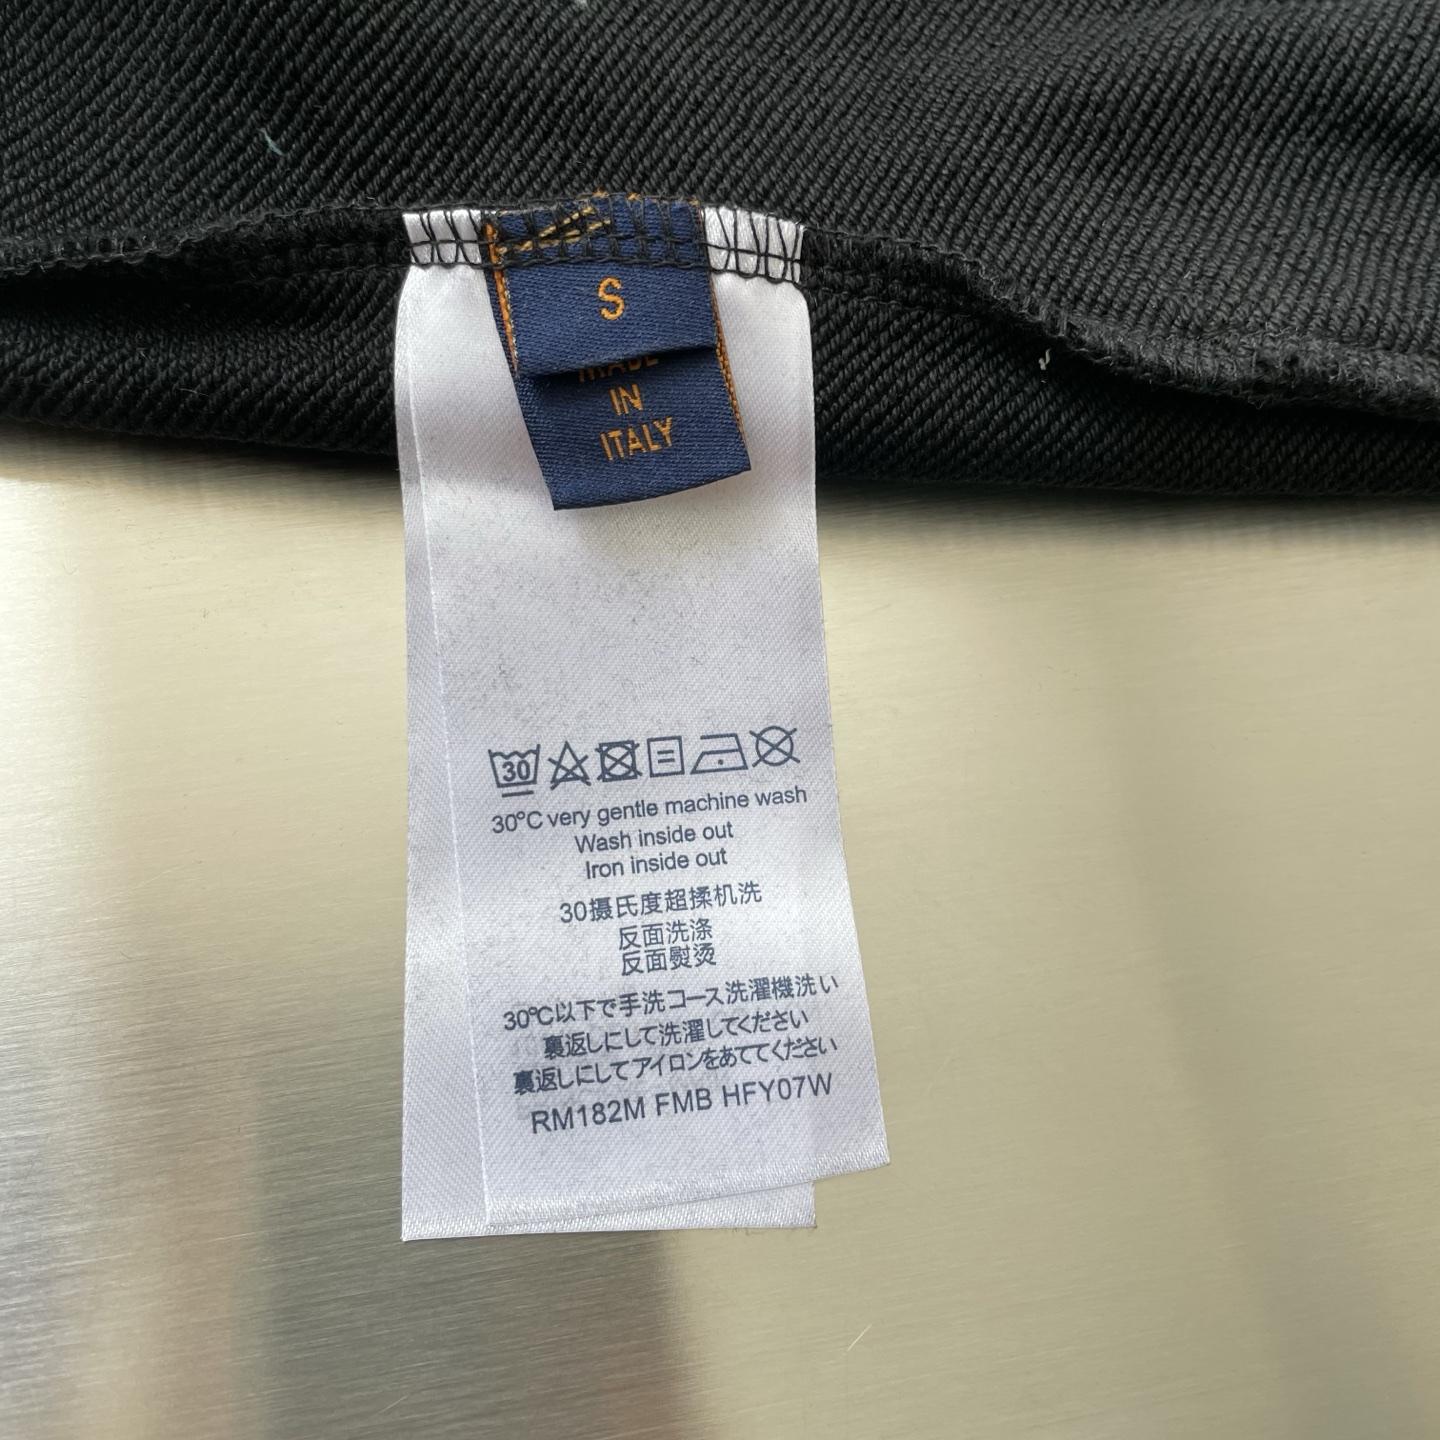 S
MADE
IN
ITALY
30
30°C very gentle machine wash
Wash inside out
Iron inside out
30摄氏度超揉机洗
反面洗涤
反面熨烫
30℃以下で手洗コース洗濯機洗い
裏返しにして洗濯してください
裏返しにしてアイロンをあててください
RM182M FMB HFY07W